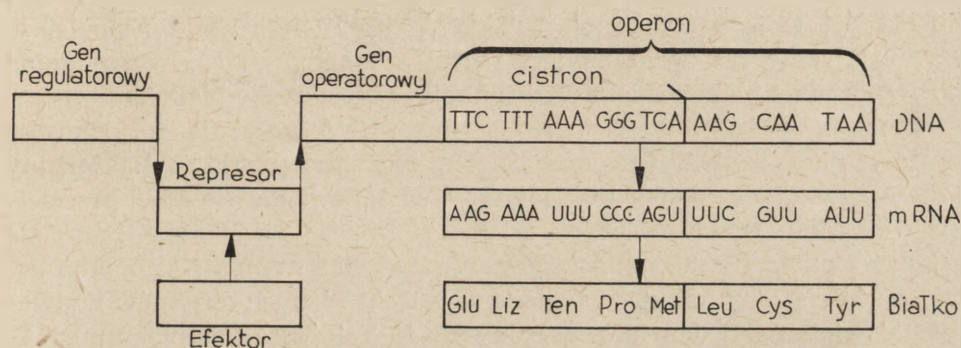 operon
Gen
regulatorowy
Gen
operatorowy
cistron
TTC TTT AAA GGG TCA AAG CAA TAA DNA
Represor
AAG AAA UUU CCC AGU UUC GUU AUU mRNA
Glu Liz Fen Pro Met Leu Cys Tyr Białko
Efektor